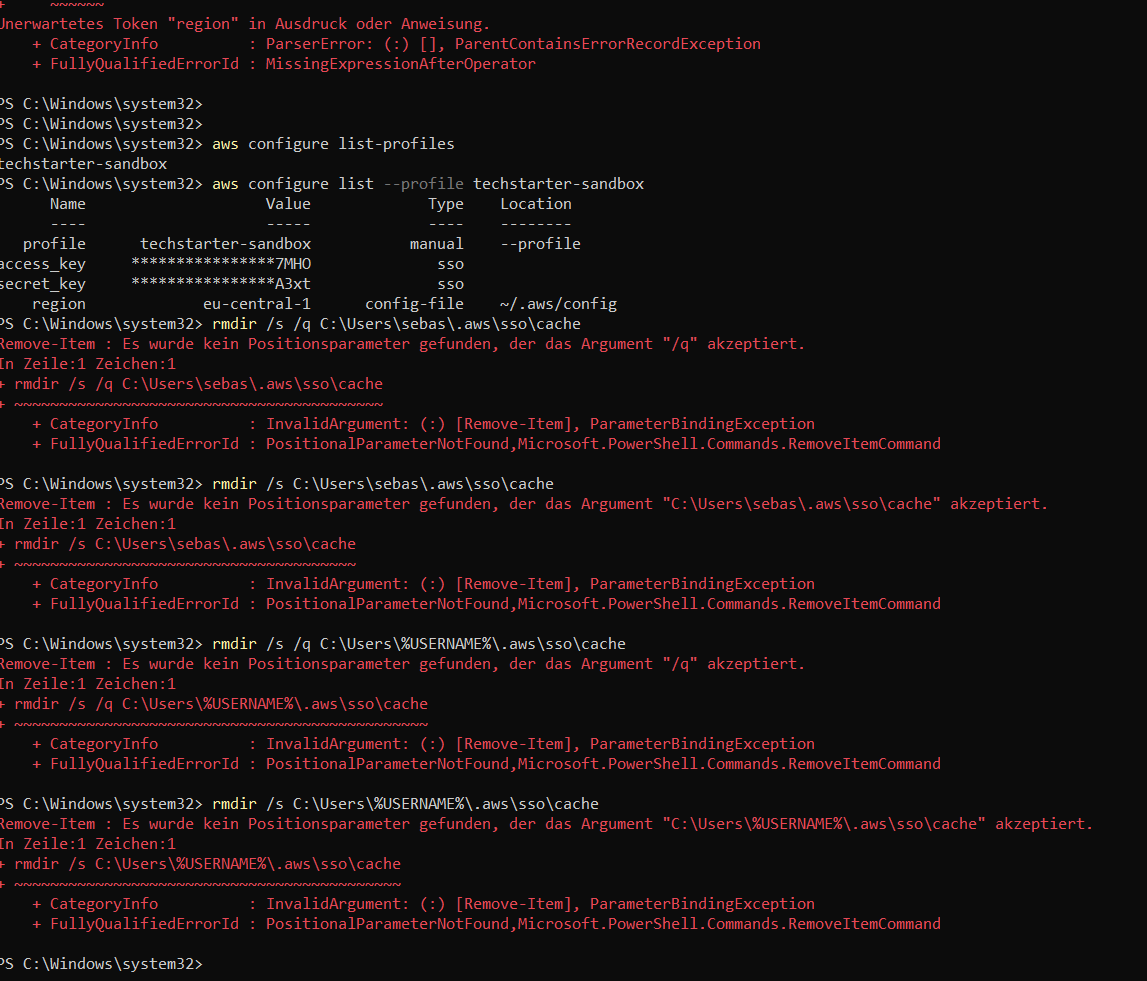 +     ~~~~~~
Unerwartetes Token "region" in Ausdruck oder Anweisung.
    + CategoryInfo          : ParserError: (:) [], ParentContainsErrorRecordException
    + FullyQualifiedErrorId : MissingExpressionAfterOperator

PS C:\Windows\system32>
PS C:\Windows\system32>
PS C:\Windows\system32> aws configure list-profiles
techstarter-sandbox
PS C:\Windows\system32> aws configure list --profile techstarter-sandbox
      Name                    Value             Type    Location
      ----                    -----             ----    --------
   profile      techstarter-sandbox           manual    --profile
access_key     ****************7MHO              sso
secret_key     ****************A3xt              sso
    region             eu-central-1      config-file    ~/.aws/config
PS C:\Windows\system32> rmdir /s /q C:\Users\sebas\.aws\sso\cache
Remove-Item : Es wurde kein Positionsparameter gefunden, der das Argument "/q" akzeptiert.
In Zeile:1 Zeichen:1
+ rmdir /s /q C:\Users\sebas\.aws\sso\cache
+ ~~~~~~~~~~~~~~~~~~~~~~~~~~~~~~~~~~~~~~~~~
    + CategoryInfo          : InvalidArgument: (:) [Remove-Item], ParameterBindingException
    + FullyQualifiedErrorId : PositionalParameterNotFound,Microsoft.PowerShell.Commands.RemoveItemCommand

PS C:\Windows\system32> rmdir /s C:\Users\sebas\.aws\sso\cache
Remove-Item : Es wurde kein Positionsparameter gefunden, der das Argument "C:\Users\sebas\.aws\sso\cache" akzeptiert.
In Zeile:1 Zeichen:1
+ rmdir /s C:\Users\sebas\.aws\sso\cache
+ ~~~~~~~~~~~~~~~~~~~~~~~~~~~~~~~~~~~~~~
    + CategoryInfo          : InvalidArgument: (:) [Remove-Item], ParameterBindingException
    + FullyQualifiedErrorId : PositionalParameterNotFound,Microsoft.PowerShell.Commands.RemoveItemCommand

PS C:\Windows\system32> rmdir /s /q C:\Users\%USERNAME%\.aws\sso\cache
Remove-Item : Es wurde kein Positionsparameter gefunden, der das Argument "/q" akzeptiert.
In Zeile:1 Zeichen:1
+ rmdir /s /q C:\Users\%USERNAME%\.aws\sso\cache
+ ~~~~~~~~~~~~~~~~~~~~~~~~~~~~~~~~~~~~~~~~~~~~~~
    + CategoryInfo          : InvalidArgument: (:) [Remove-Item], ParameterBindingException
    + FullyQualifiedErrorId : PositionalParameterNotFound,Microsoft.PowerShell.Commands.RemoveItemCommand

PS C:\Windows\system32> rmdir /s C:\Users\%USERNAME%\.aws\sso\cache
Remove-Item : Es wurde kein Positionsparameter gefunden, der das Argument "C:\Users\%USERNAME%\.aws\sso\cache" akzeptiert.
In Zeile:1 Zeichen:1
+ rmdir /s C:\Users\%USERNAME%\.aws\sso\cache
+ ~~~~~~~~~~~~~~~~~~~~~~~~~~~~~~~~~~~~~~~~~~~
    + CategoryInfo          : InvalidArgument: (:) [Remove-Item], ParameterBindingException
    + FullyQualifiedErrorId : PositionalParameterNotFound,Microsoft.PowerShell.Commands.RemoveItemCommand

PS C:\Windows\system32>